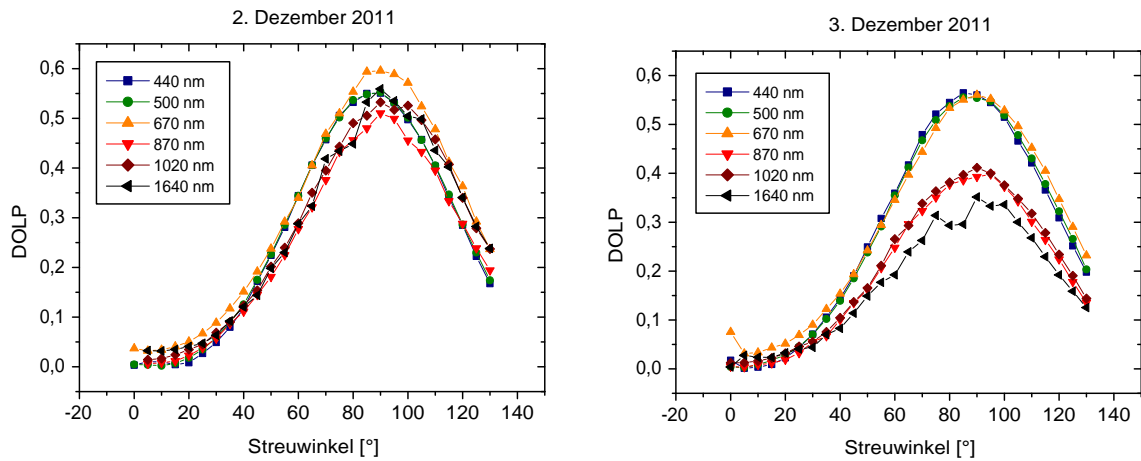 2. Dezember 2011
0,6
0,5
0,4
0,3
0,2
0,1
0,0
DOLP
440 nm
500 nm
670 nm
870 nm
1020 nm
1640 nm
-20 0 20 40 60 80 100 120 140
Streuwinkel [°]
3. Dezember 2011
0,6
0,5
0,4
0,3
0,2
0,1
0,0
DOLP
440 nm
500 nm
670 nm
870 nm
1020 nm
1640 nm
-20 0 20 40 60 80 100 120 140
Streuwinkel [°]